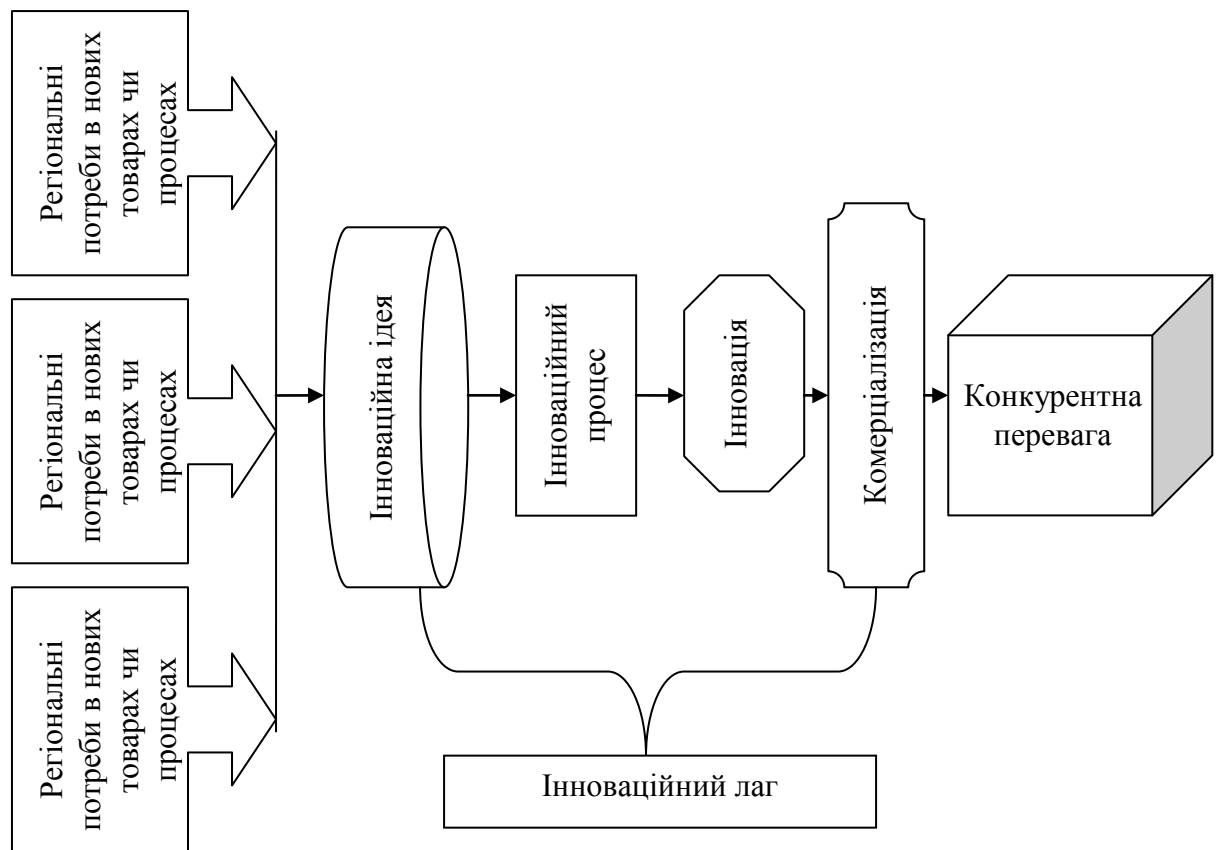 Регіональні
потреби в нових
товарах чи
процесах
Регіональні
потреби в нових
товарах чи
процесах
Регіональні
потреби в нових
товарах чи
процесах
Інноваційна ідея
Інноваційний
процес
Інновація
Комерціалізація
Конкурентна
перевага
Інноваційний лаг